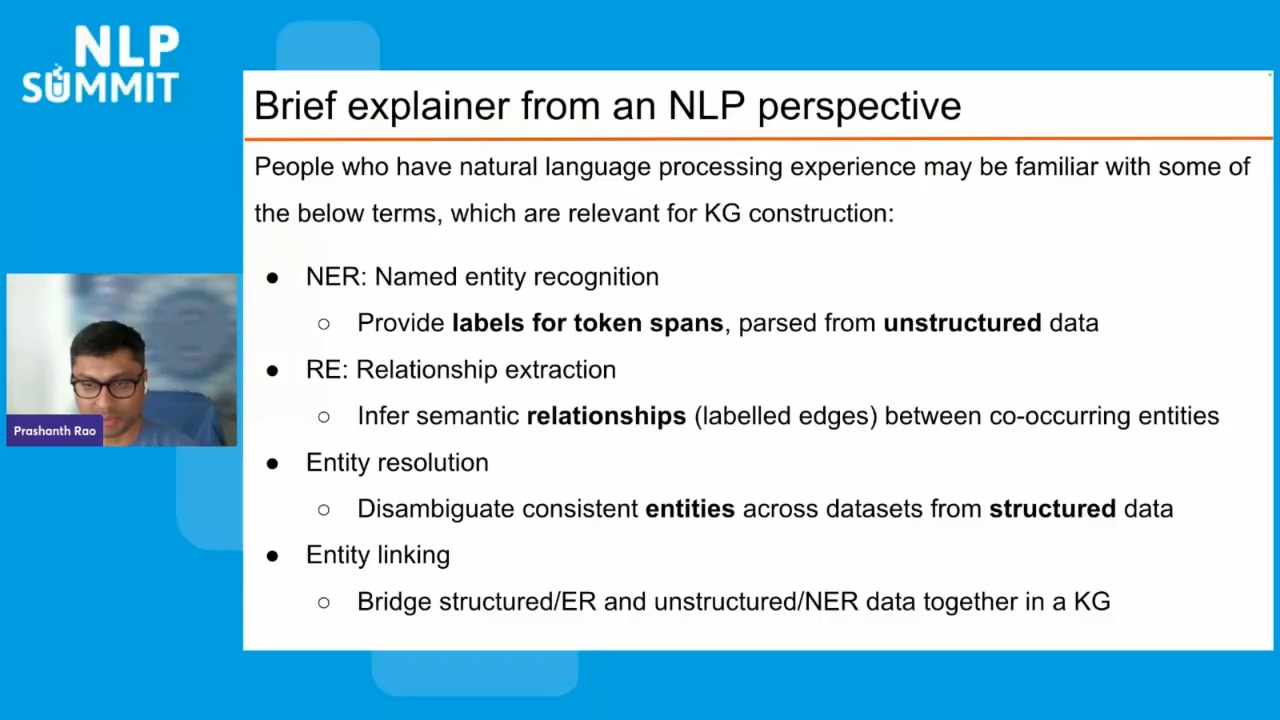 NLP
SUMMIT
Brief explainer from an NLP perspective
People who have natural language processing experience may be familiar with some of
the below terms, which are relevant for KG construction:
● NER: Named entity recognition
○ Provide labels for token spans, parsed from unstructured data
● RE: Relationship extraction
○ Infer semantic relationships (labelled edges) between co-occurring entities
● Entity resolution
○ Disambiguate consistent entities across datasets from structured data
● Entity linking
○ Bridge structured/ER and unstructured/NER data together in a KG
Prashanth Rao